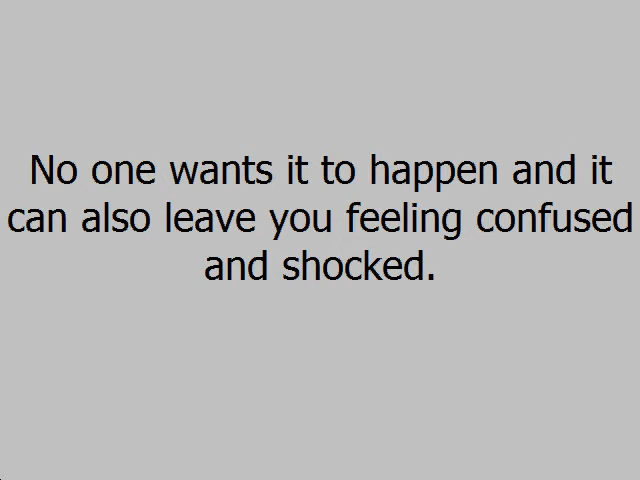 No one wants it to happen and it
can also leave you feeling confused
and shocked.